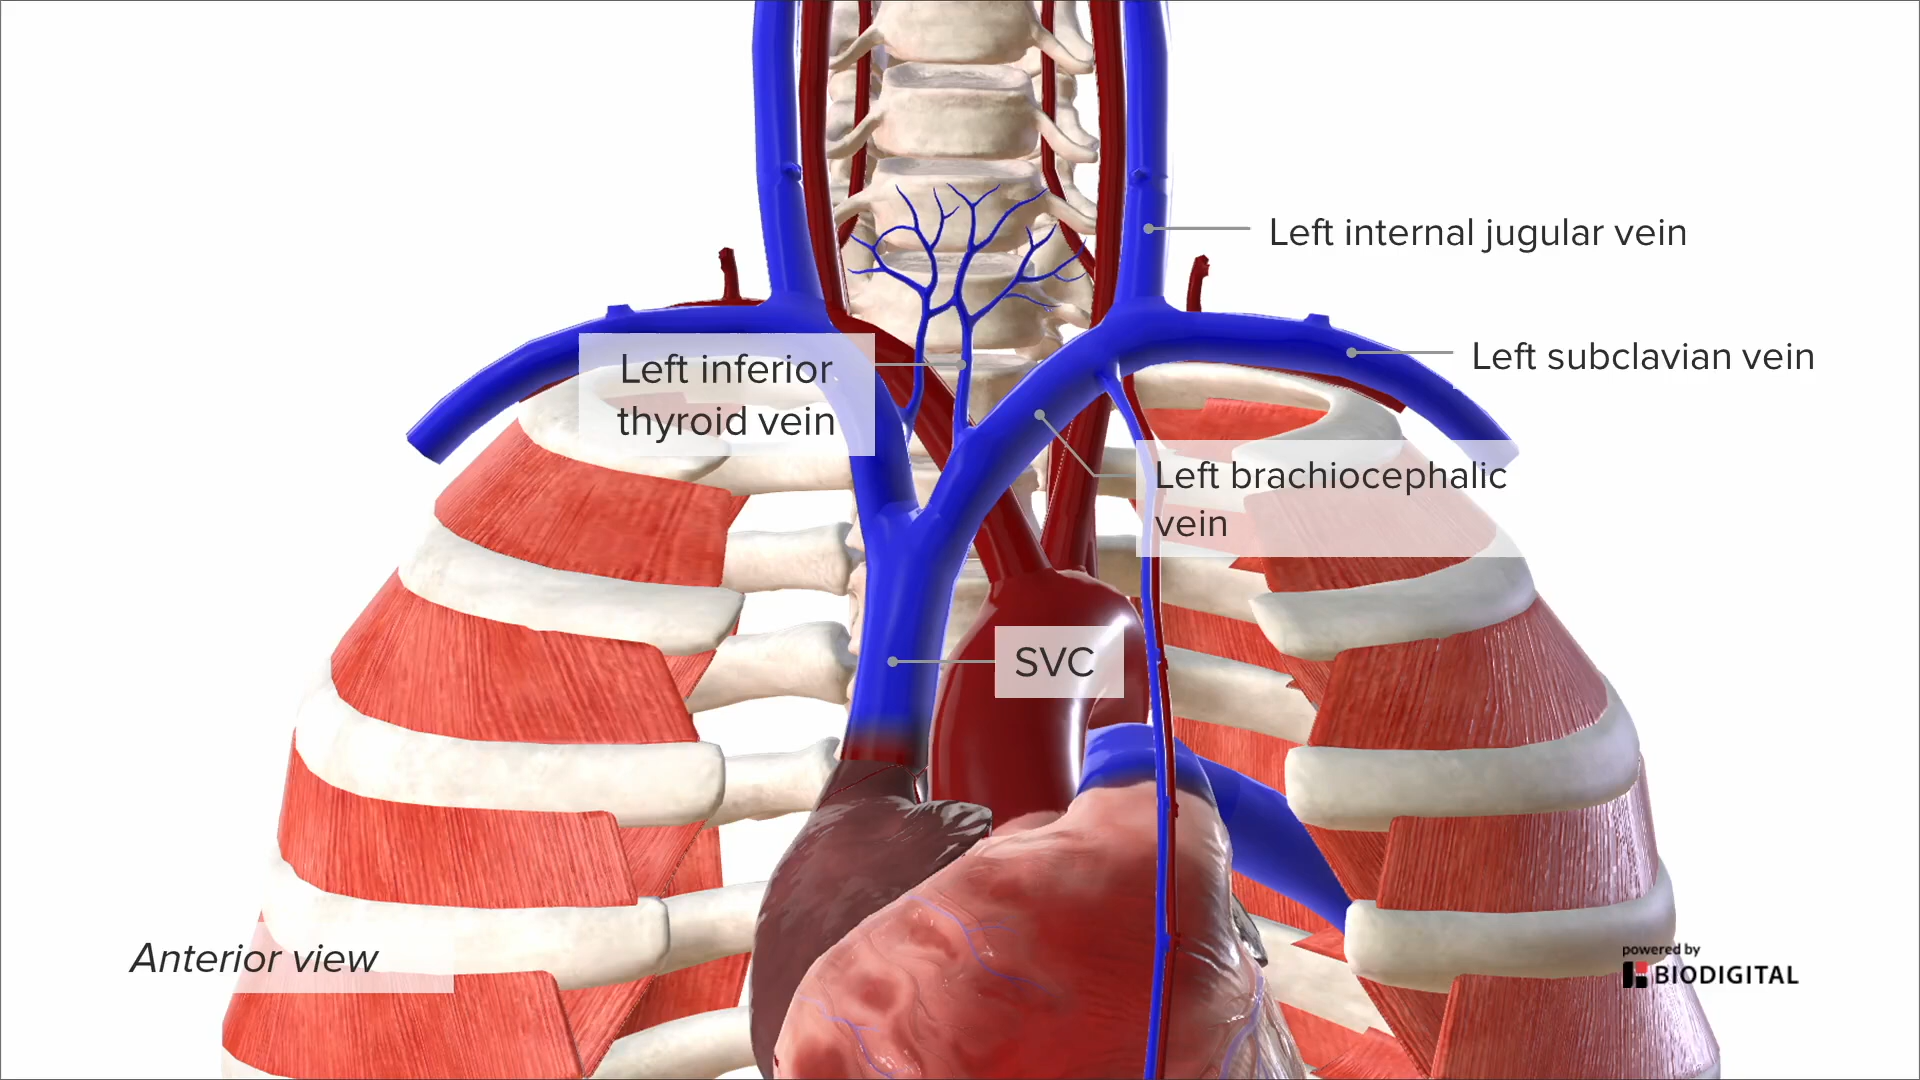 Left internal jugular vein
Left inferior
thyroid vein
Left subclavian vein
Left brachiocephalic
vein
SVC
Anterior view
powered by
BIODIGITAL